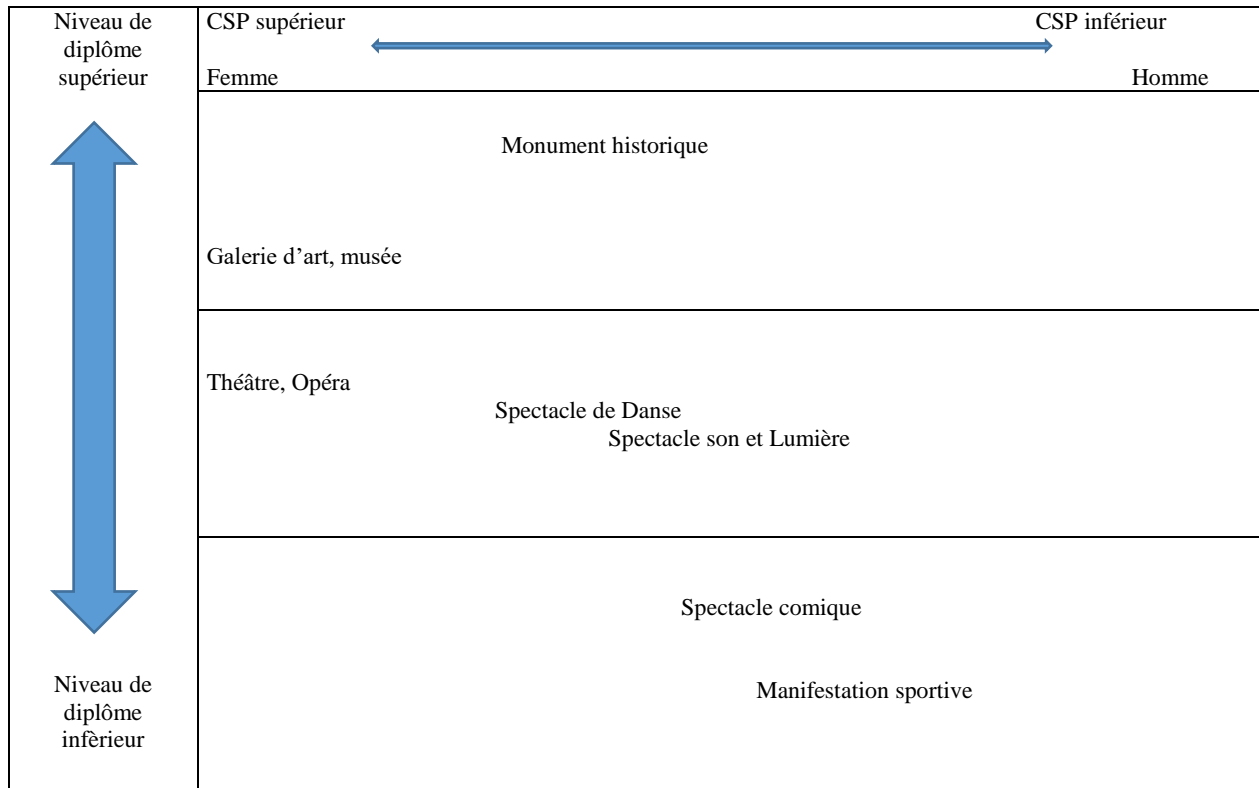 Niveau de
diplôme
supérieur
CSP supérieur
CSP inférieur
Femme
Homme
Monument historique
Galerie d’art, musée
Théâtre, Opéra
Spectacle de Danse
Spectacle son et Lumière
Spectacle comique
Manifestation sportive
Niveau de
diplôme
infèrieur